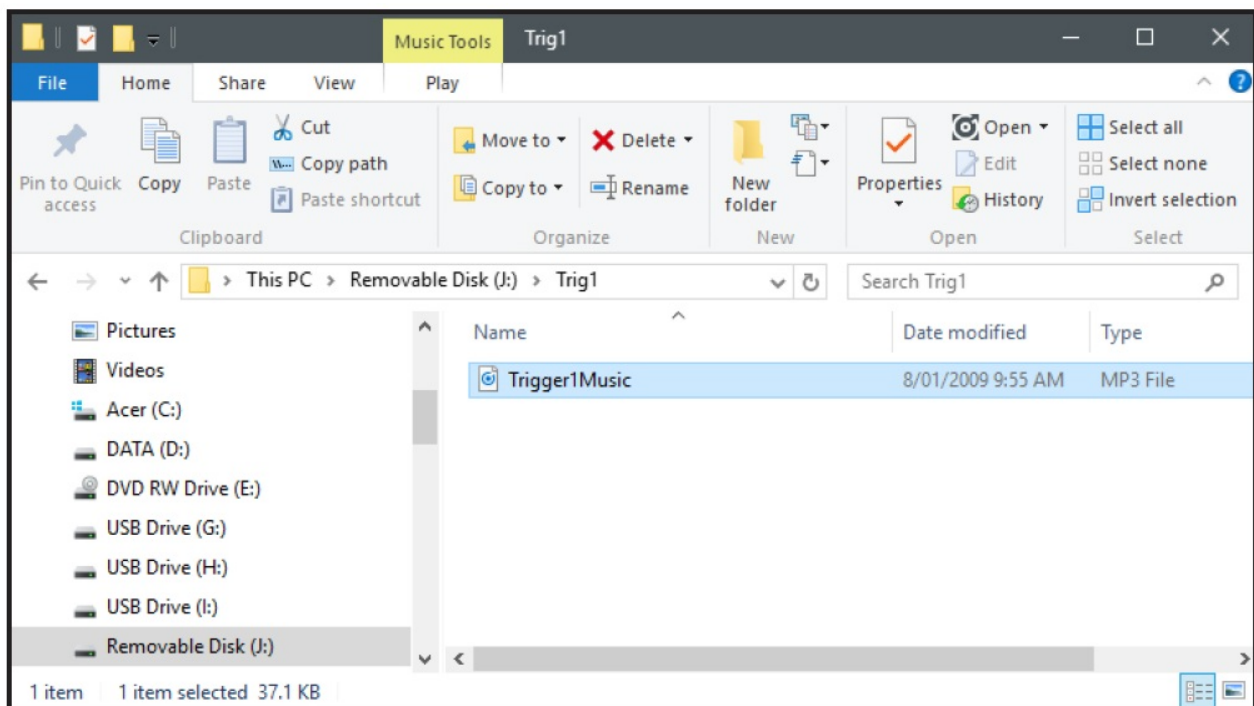 Music Tools Trig1
File Home Share View Play
Pin to Quick access
Copy
Paste
Cut
Copy path
Paste shortcut
Clipboard
Move to
Copy to
Delete
Rename
Organize
New folder
New
Properties
Open
Edit
History
Open
Select all
Select none
Invert selection
Select
This PC > Removable Disk (J:) > Trig1
Search Trig1
Pictures
Videos
Acer (C:)
DATA (D:)
DVD RW Drive (E:)
USB Drive (G:)
USB Drive (H:)
USB Drive (I:)
Removable Disk (J:)
Name Date modified Type
Trigger1Music 8/01/2009 9:55 AM MP3 File
1 item 1 item selected 37.1 KB